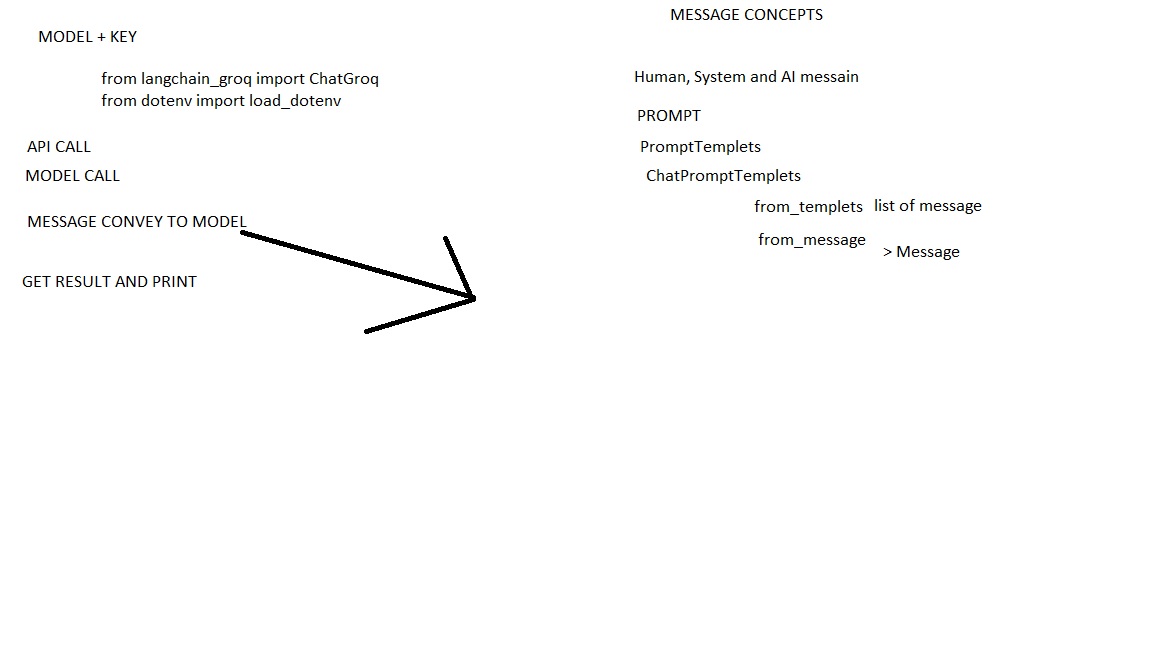 MODEL + KEY
from langchain_groq import ChatGroq
from dotenv import load_dotenv
API CALL
MODEL CALL
MESSAGE CONVEY TO MODEL
GET RESULT AND PRINT
MESSAGE CONCEPTS
Human, System and AI messain
PROMPT
PromptTemplets
ChatPromptTemplets
from_templets list of message
from_message
> Message